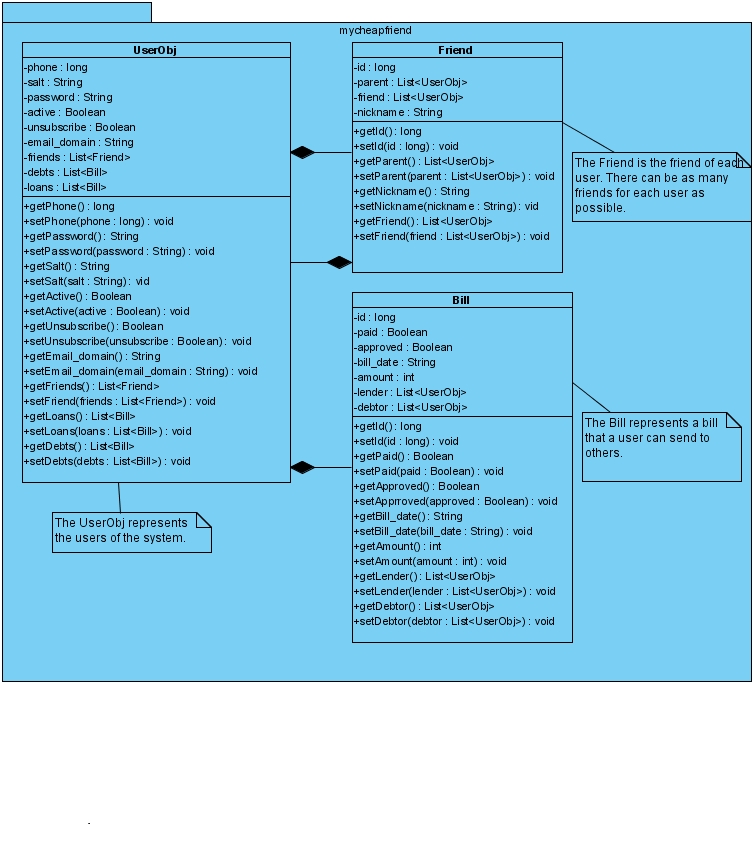 mycheapfriend
UserObj
-phone : long
-salt : String
-password : String
-active : Boolean
-unsubscribe : Boolean
-email_domain : String
-friends : List<Friend>
-debts : List<Bill>
-loans : List<Bill>
+getPhone() : long
+setPhone(phone : long) : void
+getPassword() : String
+setPassword(password : String) : void
+getSalt() : String
+setSalt(salt : String) : vid
+getActive() : Boolean
+setActive(active : Boolean) : void
+getUnsubscribe() : Boolean
+setUnsubscribe(unsubscribe : Boolean) : void
+getEmail_domain() : String
+setEmail_domain(email_domain : String) : void
+getFriends() : List<Friend>
+setFriend(friends : List<Friend>) : void
+getLoans() : List<Bill>
+setLoans(loans : List<Bill>) : void
+getDebts() : List<Bill>
+setDebts(debts : List<Bill>) : void
The UserObj represents
the users of the system.
Friend
-id : long
-parent : List<UserObj>
-friend : List<UserObj>
-nickname : String
+getId() : long
+setId(id : long) : void
+getParent() : List<UserObj>
+setParent(parent : List<UserObj>) : void
+getNickname() : String
+setNickname(nickname : String) : vid
+getFriend() : List<UserObj>
+setFriend(friend : List<UserObj>) : void
The Friend is the friend of each
user. There can be as many
friends for each user as
possible.
Bill
-id : long
-paid : Boolean
-approved : Boolean
-bill_date : String
-amount : int
-lender : List<UserObj>
-debtor : List<UserObj>
+getId() : long
+setId(id : long) : void
+getPaid() : Boolean
+setPaid(paid : Boolean) : void
+getApproved() : Boolean
+setApprroved(approved : Boolean) : void
+getBill_date() : String
+setBill_date(bill_date : String) : void
+getAmount() : int
+setAmount(amount : int) : void
+getLender() : List<UserObj>
+setLender(lender : List<UserObj>) : void
+getDebtor() : List<UserObj>
+setDebtor(debtor : List<UserObj>) : void
The Bill represents a bill
that a user can send to
others.
.